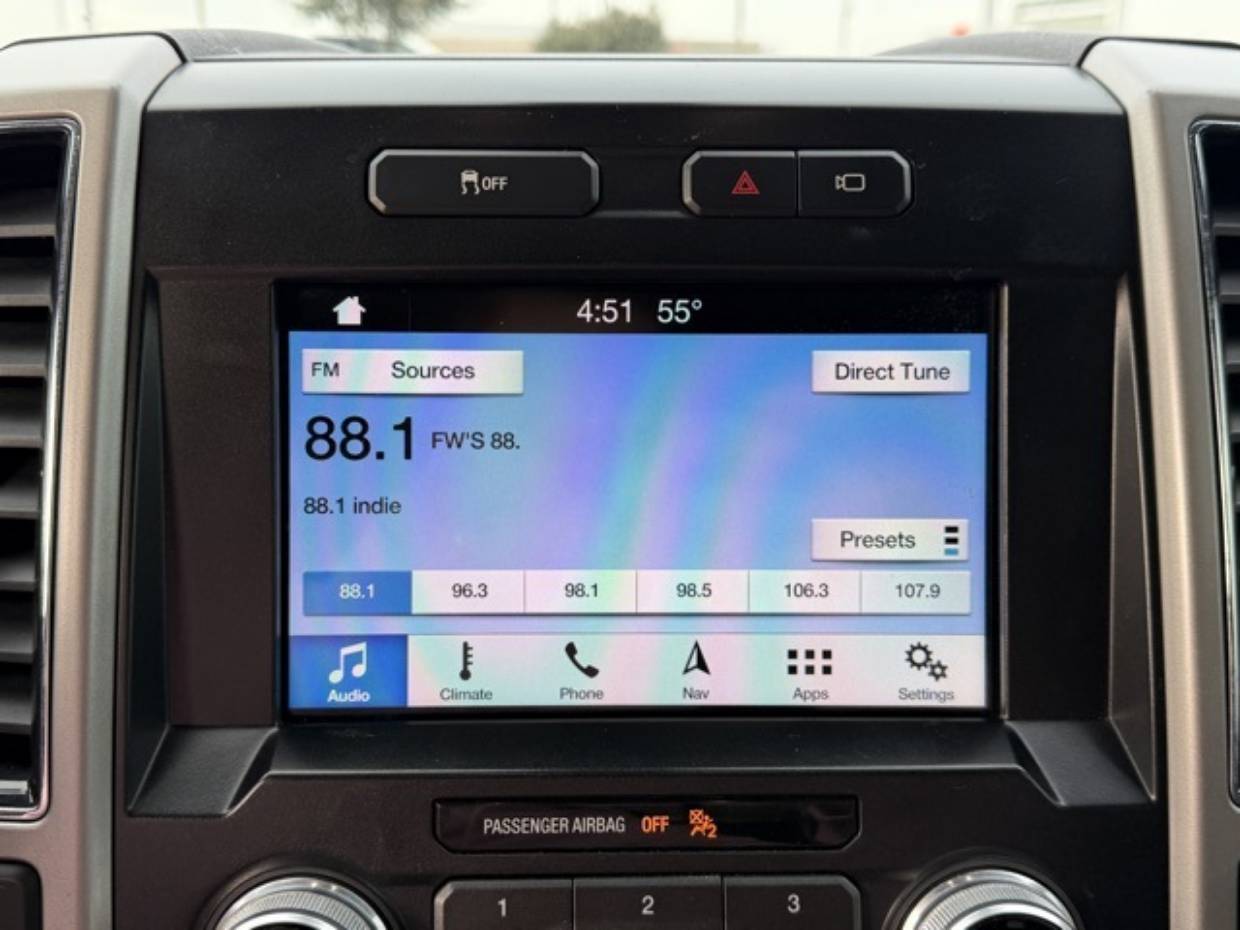 OFF
4:51 55°
FM Sources Direct Tune
88.1 FW'S 88.
88.1 indie
Presets
88.1 96.3 98.1 98.5 106.3 107.9
Audio Climate Phone Nav Apps Settings
PASSENGER AIRBAG OFF 2
1 2 3